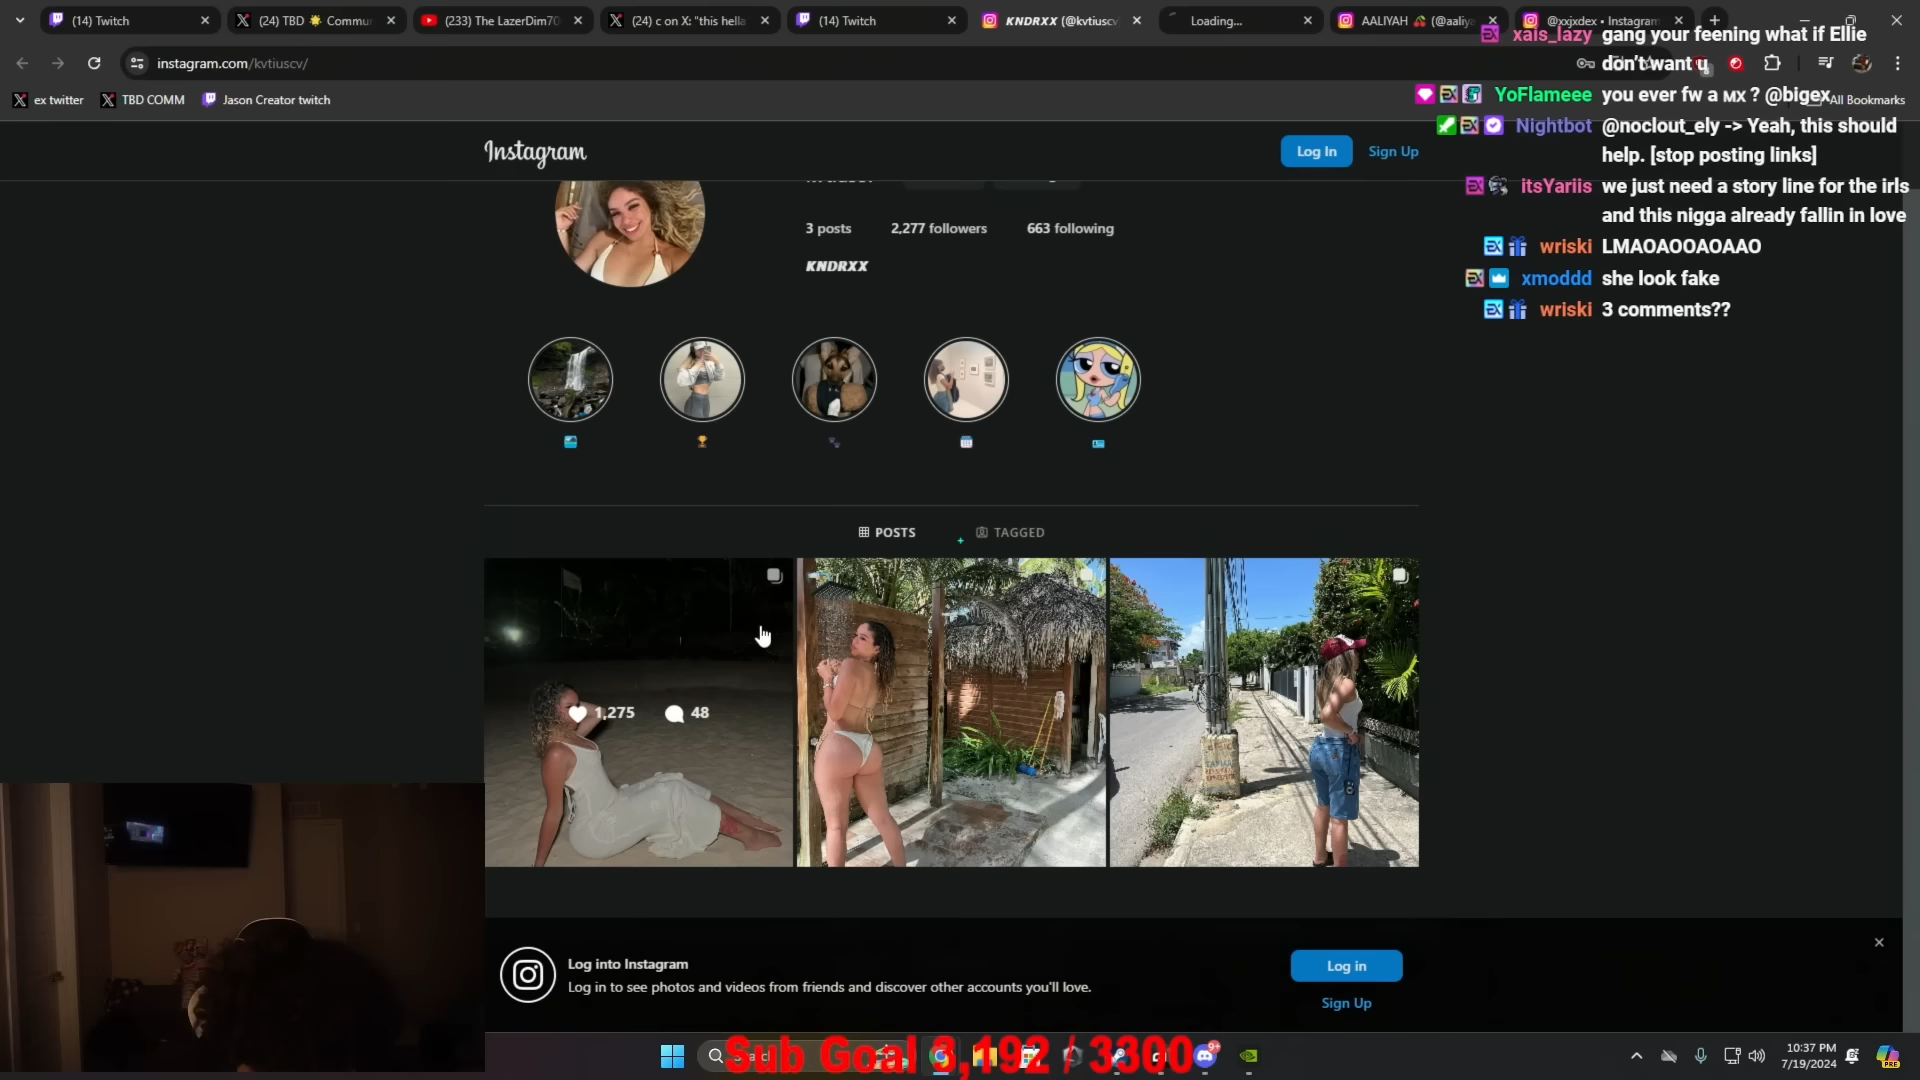 (14) Twitch
(24) TBD 🌟 Commun
(233) The LazerDim70
(24) c on X: "this hella
(14) Twitch
KNDRXX (@kvtiuscv
Loading...
AALIYAH 🍒 (@aaliya
@xxjxdex • Instagram
instagram.com/kvtiuscv/
ex twitter
TBD COMM
Jason Creator twitch
All Bookmarks
xais_lazy gang your feening what if Ellie
don't want u
YoFlameee you ever fw a MX ? @bigex
Nightbot @noclout_ely -> Yeah, this should
help. [stop posting links]
itsYariis we just need a story line for the irls
and this nigga already fallin in love
wriski LMAOAOOAOAAO
xmoddd she look fake
wriski 3 comments??
Instagram
Log In
Sign Up
3 posts
2,277 followers
663 following
KNDRXX
POSTS
TAGGED
1,275
48
Log into Instagram
Log in to see photos and videos from friends and discover other accounts you'll love.
Log in
Sign Up
Sub Goal 3,192 / 3300
9+
10:37 PM
7/19/2024
PRE